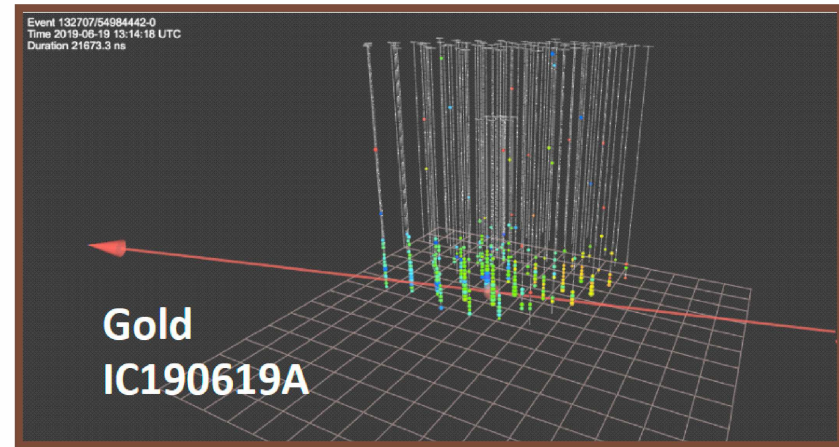 Event 132707/54984442-0
Time 2019-06-19 13:14:18 UTC
Duration 21673.3 ns
Gold
IC190619A